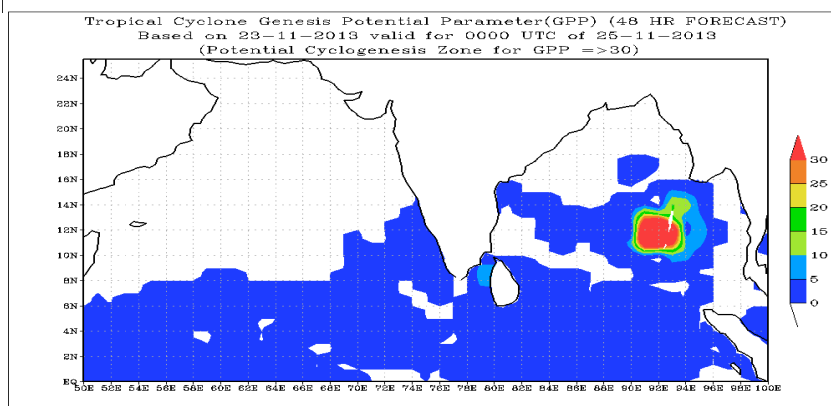 Tropical Cyclone Genesis Potential Parameter(GPP) (48 HR FORECAST)
Based on 23-11-2013 valid for 0000 UTC of 25-11-2013
(Potential Cyclogenesis Zone for GPP =>30)
24N
22N
20N
18N
16N
14N
12N
10N
8N
6N
4N
2N
EQ
50E 52E 54E 56E 58E 60E 62E 64E 66E 68E 70E 72E 74E 76E 78E 80E 82E 84E 86E 88E 90E 92E 94E 96E 98E 100E
30
25
20
15
10
5
0